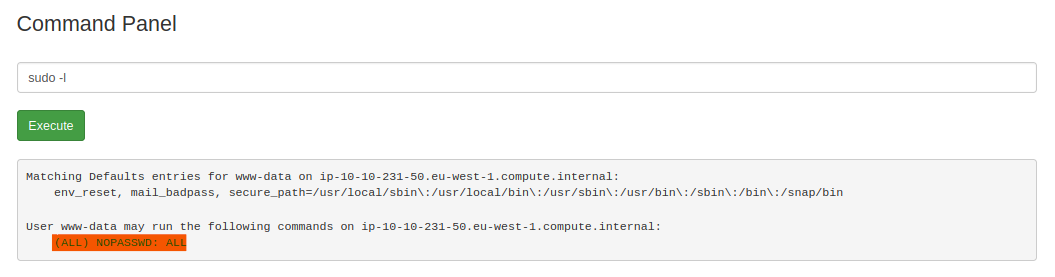 Command Panel
sudo -l
Execute
Matching Defaults entries for www-data on ip-10-10-231-50.eu-west-1.compute.internal:
env_reset, mail_badpass, secure_path=/usr/local/sbin\:/usr/local/bin\:/usr/sbin\:/usr/bin\:/sbin\:/bin\:/snap/bin
User www-data may run the following commands on ip-10-10-231-50.eu-west-1.compute.internal:
(ALL) NOPASSWD: ALL